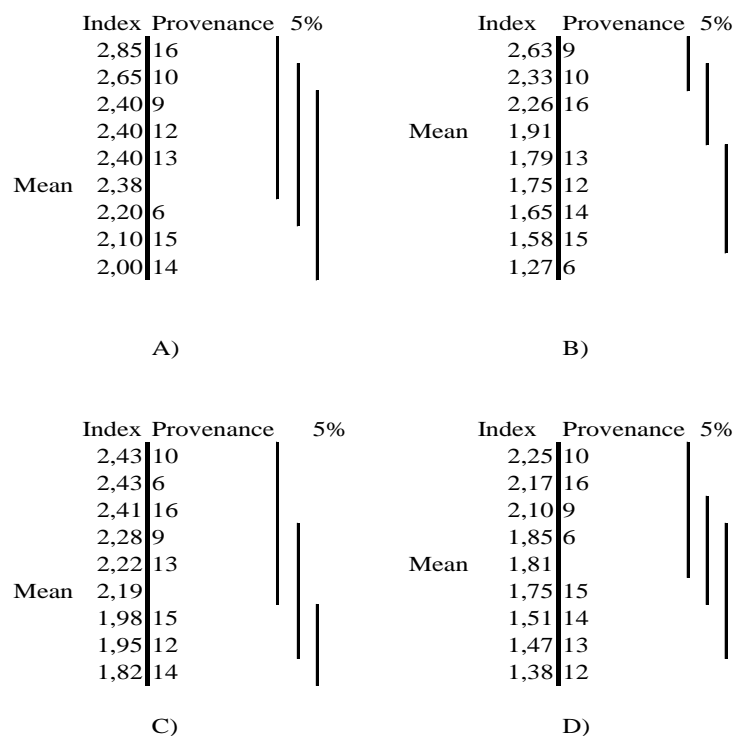 Index Provenance 5%
2,85 16
2,65 10
2,40 9
2,40 12
2,40 13
Mean 2,38
2,20 6
2,10 15
2,00 14
A)
Index Provenance 5%
2,63 9
2,33 10
2,26 16
Mean 1,91
1,79 13
1,75 12
1,65 14
1,58 15
1,27 6
B)
Index Provenance 5%
2,43 10
2,43 6
2,41 16
2,28 9
2,22 13
Mean 2,19
1,98 15
1,95 12
1,82 14
C)
Index Provenance 5%
2,25 10
2,17 16
2,10 9
1,85 6
Mean 1,81
1,75 15
1,51 14
1,47 13
1,38 12
D)